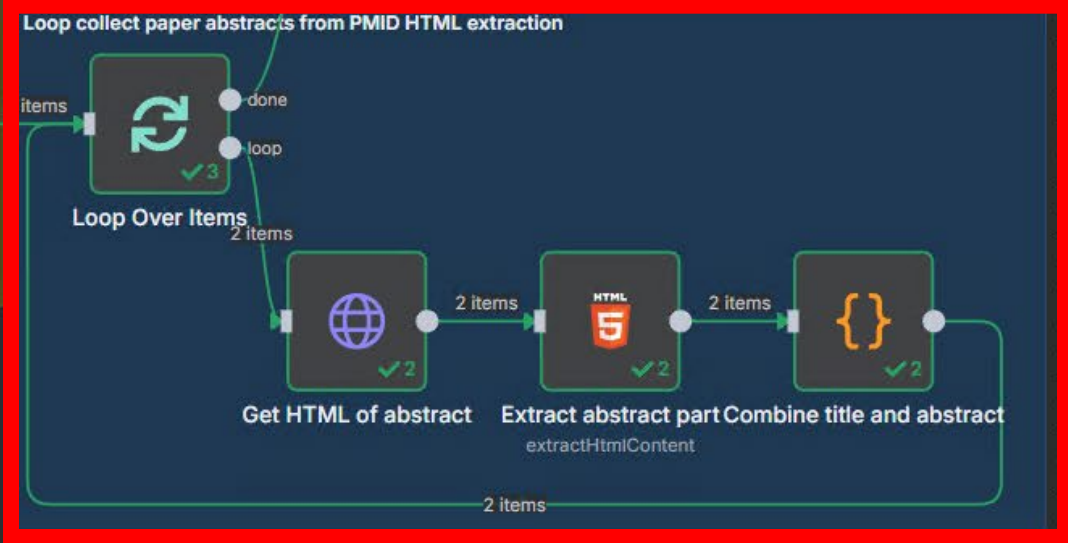 Loop collect paper abstracts from PMID HTML extraction
items
done
loop
3
Loop Over Items
2 items
2 items
HTML
5
2 items
2
2
2
Get HTML of abstract
Extract abstract part
Combine title and abstract
extractHtmlContent
2 items